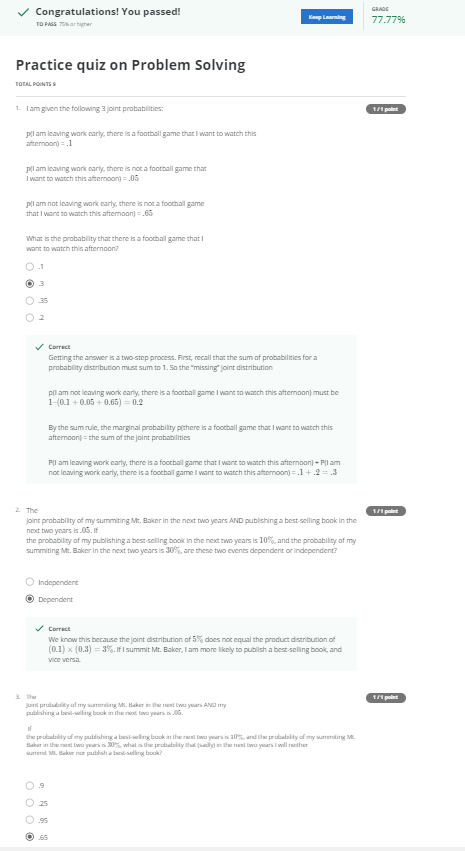 Congratulations! You passed!
TO PASS 75% or higher
Keep Learning
GRADE
77.77%
Practice quiz on Problem Solving
TOTAL POINTS 9
1. I am given the following 3 joint probabilities:
1 / 1 point
p(I am leaving work early, there is a football game that I want to watch this
afternoon) = .1
p(I am leaving work early, there is not a football game that
I want to watch this afternoon) = .05
p(I am not leaving work early, there is not a football game
that I want to watch this afternoon) = .65
What is the probability that there is a football game that I
want to watch this afternoon?
.1
.3
.35
.2
Correct
Getting the answer is a two-step process. First, recall that the sum of probabilities for a
probability distribution must sum to 1. So the "missing" joint distribution
p(I am not leaving work early, there is a football game I want to watch this afternoon) must be
1−(0.1 + 0.05 + 0.65) = 0.2
By the sum rule, the marginal probability p(there is a football game that I want to watch this
afternoon) = the sum of the joint probabilities
P(I am leaving work early, there is a football game that I want to watch this afternoon) + P(I am
not leaving work early, there is a football game I want to watch this afternoon) = .1 + .2 = .3
2. The
1 / 1 point
joint probability of my summiting Mt. Baker in the next two years AND publishing a best-selling book in the
next two years is .05. If
the probability of my publishing a best-selling book in the next two years is 10%, and the probability of my
summiting Mt. Baker in the next two years is 30%, are these two events dependent or independent?
Independent
Dependent
Correct
We know this because the joint distribution of 5% does not equal the product distribution of
(0.1) × (0.3) = 3%. If I summit Mt. Baker, I am more likely to publish a best-selling book, and
vice versa.
3. The
1 / 1 point
joint probability of my summiting Mt. Baker in the next two years AND my
publishing a best-selling book in the next two years is .05.
If
the probability of my publishing a best-selling book in the next two years is 10%, and the probability of my summiting Mt.
Baker in the next two years is 30%, what is the probability that (sadly) in the next two years I will neither
summit Mt. Baker nor publish a best-selling book?
.9
.25
.95
.65